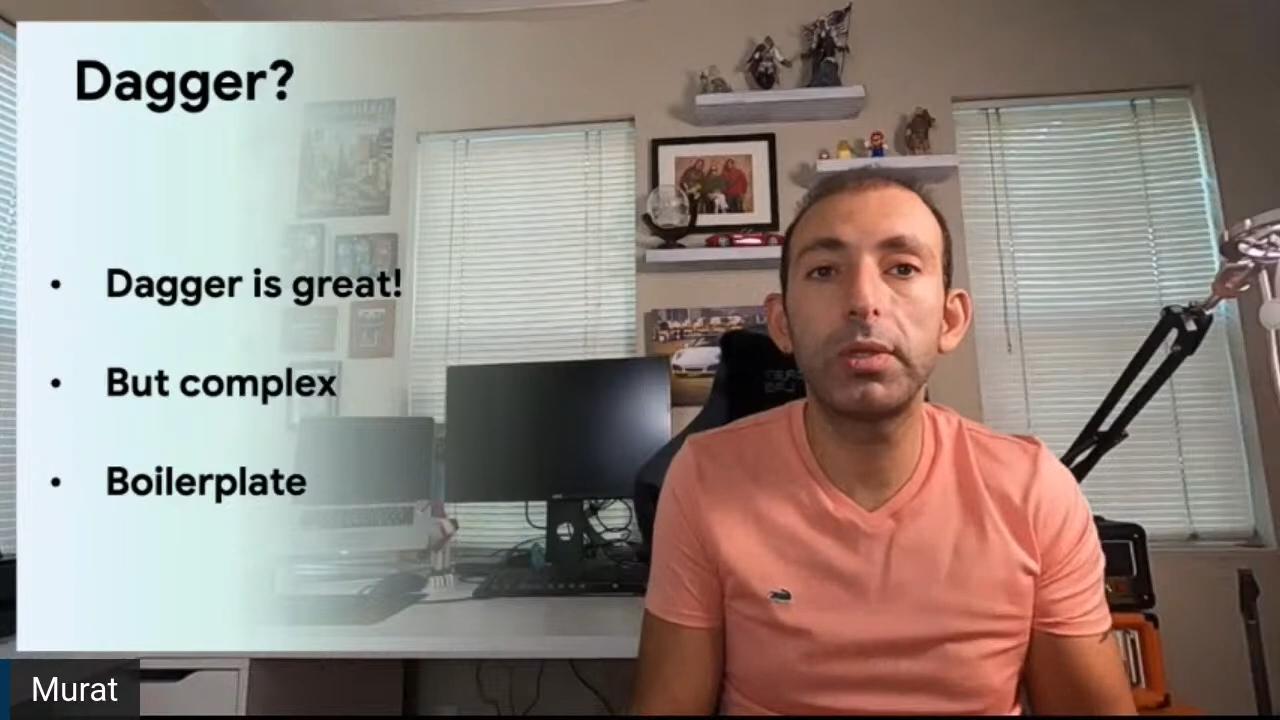 Dagger?
• Dagger is great!
• But complex
• Boilerplate
Murat